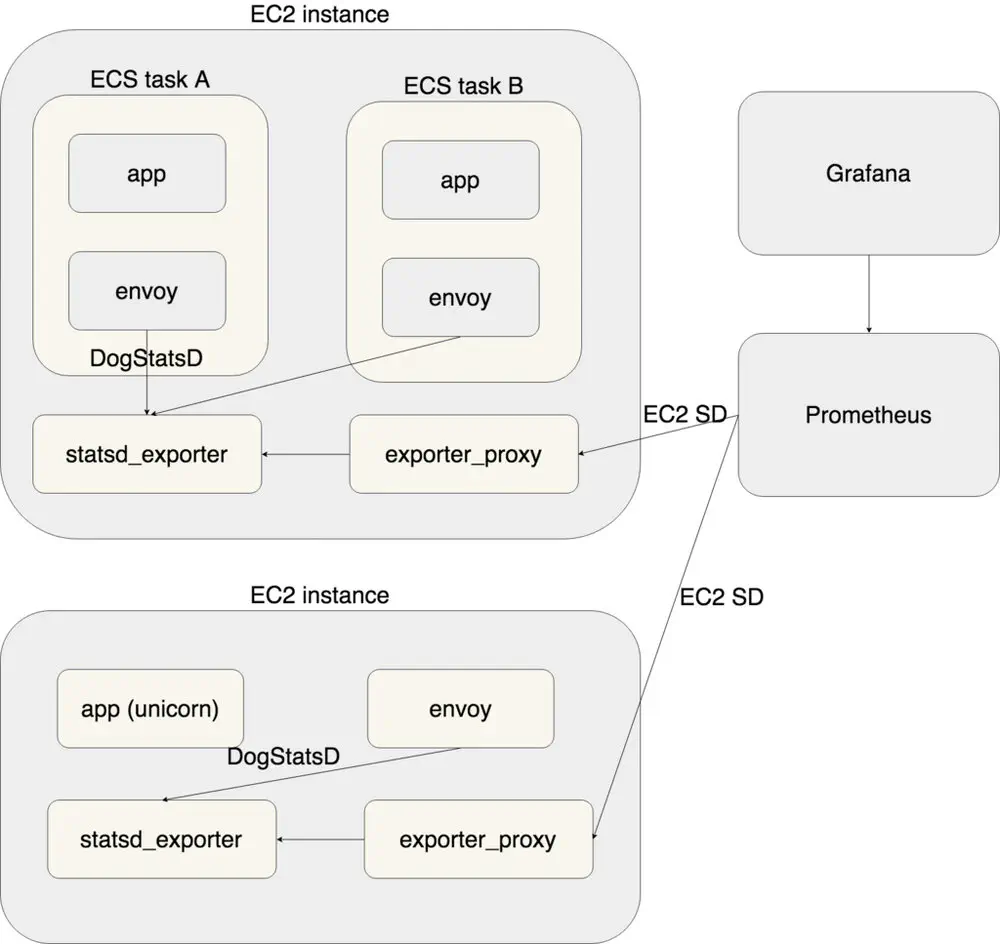 EC2 instance
ECS task A
ECS task B
app
app
envoy
envoy
DogStatsD
statsd_exporter
exporter_proxy
Grafana
EC2 SD
Prometheus
EC2 SD
EC2 instance
app (unicorn)
envoy
DogStatsD
statsd_exporter
exporter_proxy